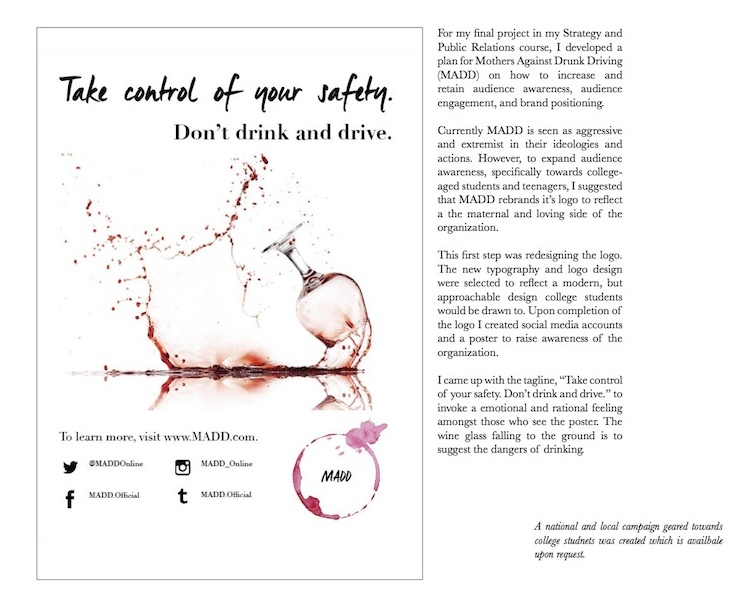 Take control of your safety.
Don't drink and drive.
To learn more, visit www.MADD.com.
@MADDOnline
MADD_Online
MADD.Official
MADD.Official
MADD
For my final project in my Strategy and
Public Relations course, I developed a
plan for Mothers Against Drunk Driving
(MADD) on how to increase and
retain audience awareness, audience
engagement, and brand positioning.
Currently MADD is seen as aggressive
and extremist in their ideologies and
actions. However, to expand audience
awareness, specifically towards college-
aged students and teenagers, I suggested
that MADD rebrands it's logo to reflect
a the maternal and loving side of the
organization.
This first step was redesigning the logo.
The new typography and logo design
were selected to reflect a modern, but
approachable design college students
would be drawn to. Upon completion of
the logo I created social media accounts
and a poster to raise awareness of the
organization.
I came up with the tagline, “Take control
of your safety. Don't drink and drive.” to
invoke a emotional and rational feeling
amongst those who see the poster. The
wine glass falling to the ground is to
suggest the dangers of drinking.
A national and local campaign geared towards
college studnets was created which is availbale
upon request.